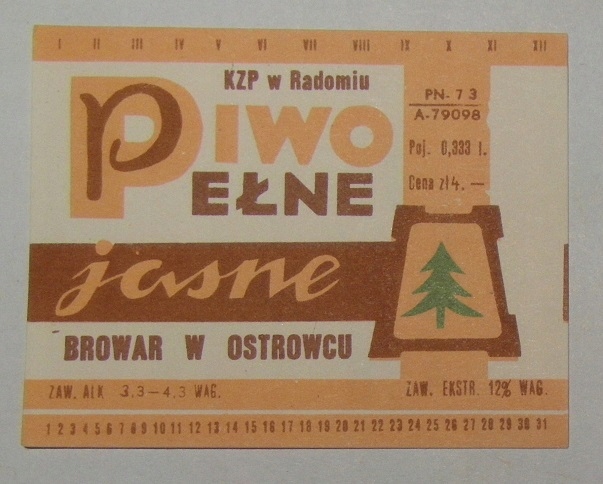 I II III IV V VI VII VIII IX X XI XII
KZP w Radomiu
PIWO
PEŁNE
jasne
BROWAR W OSTROWCU
PN-73
A-79098
Poj. 0,333 l.
Cena zł 4.—
ZAW. ALK 3,3—4,3 WAG.
ZAW. EKSTR. 12% WAG.
1 2 3 4 5 6 7 8 9 10 11 12 13 14 15 16 17 18 19 20 21 22 23 24 25 26 27 28 29 30 31